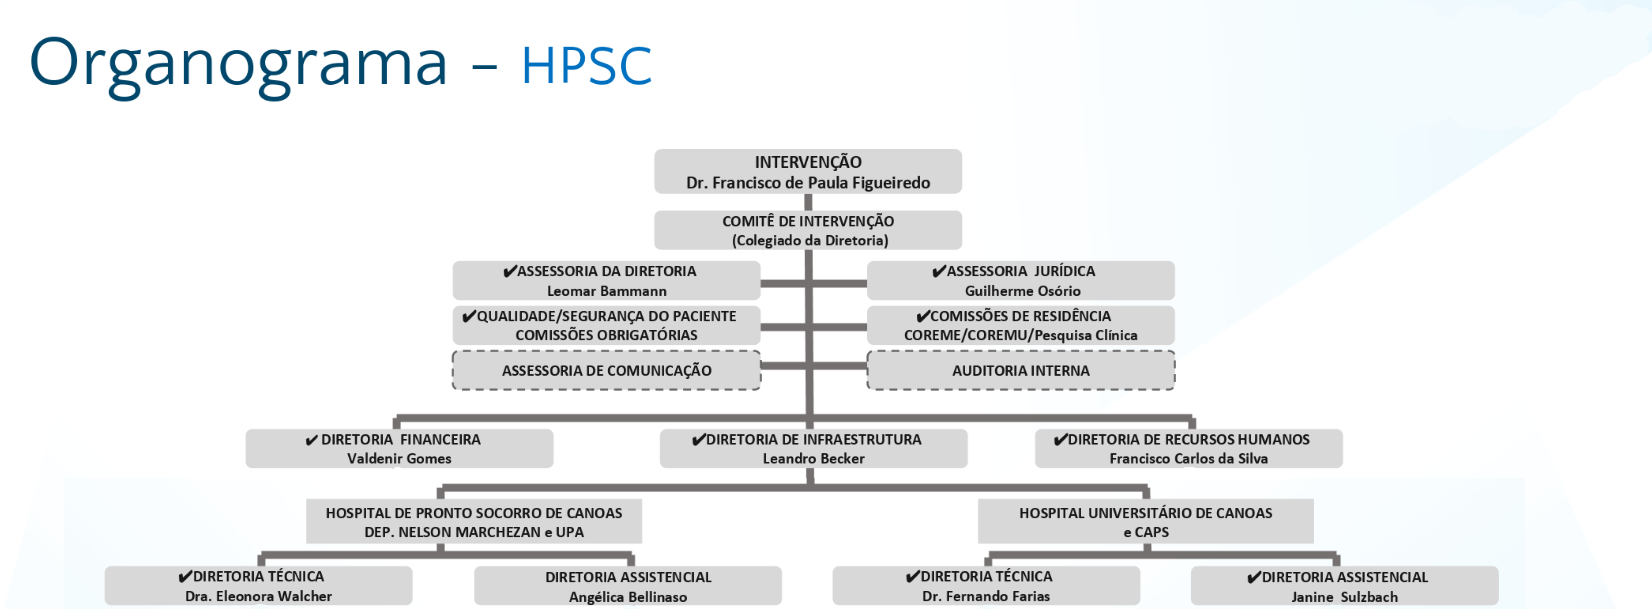 Organograma – HPSC
INTERVENÇÃO
Dr. Francisco de Paula Figueiredo
COMITÊ DE INTERVENÇÃO
(Colegiado da Diretoria)
✔ASSESSORIA DA DIRETORIA
Leomar Bammann
✔ASSESSORIA JURÍDICA
Guilherme Osório
✔QUALIDADE/SEGURANÇA DO PACIENTE
COMISSÕES OBRIGATÓRIAS
✔COMISSÕES DE RESIDÊNCIA
COREME/COREMU/Pesquisa Clínica
ASSESSORIA DE COMUNICAÇÃO
AUDITORIA INTERNA
✔ DIRETORIA FINANCEIRA
Valdenir Gomes
✔DIRETORIA DE INFRAESTRUTURA
Leandro Becker
✔DIRETORIA DE RECURSOS HUMANOS
Francisco Carlos da Silva
HOSPITAL DE PRONTO SOCORRO DE CANOAS
DEP. NELSON MARCHEZAN e UPA
HOSPITAL UNIVERSITÁRIO DE CANOAS
e CAPS
✔DIRETORIA TÉCNICA
Dra. Eleonora Walcher
DIRETORIA ASSISTENCIAL
Angélica Bellinaso
✔DIRETORIA TÉCNICA
Dr. Fernando Farias
✔DIRETORIA ASSISTENCIAL
Janine Sulzbach